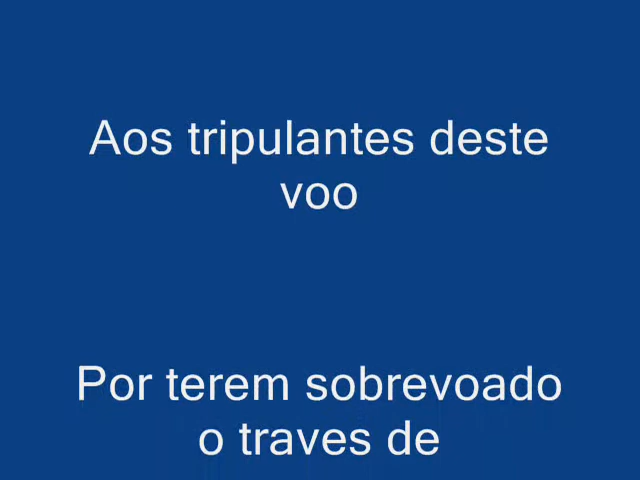 Aos tripulantes deste
voo
Por terem sobrevoado
o traves de